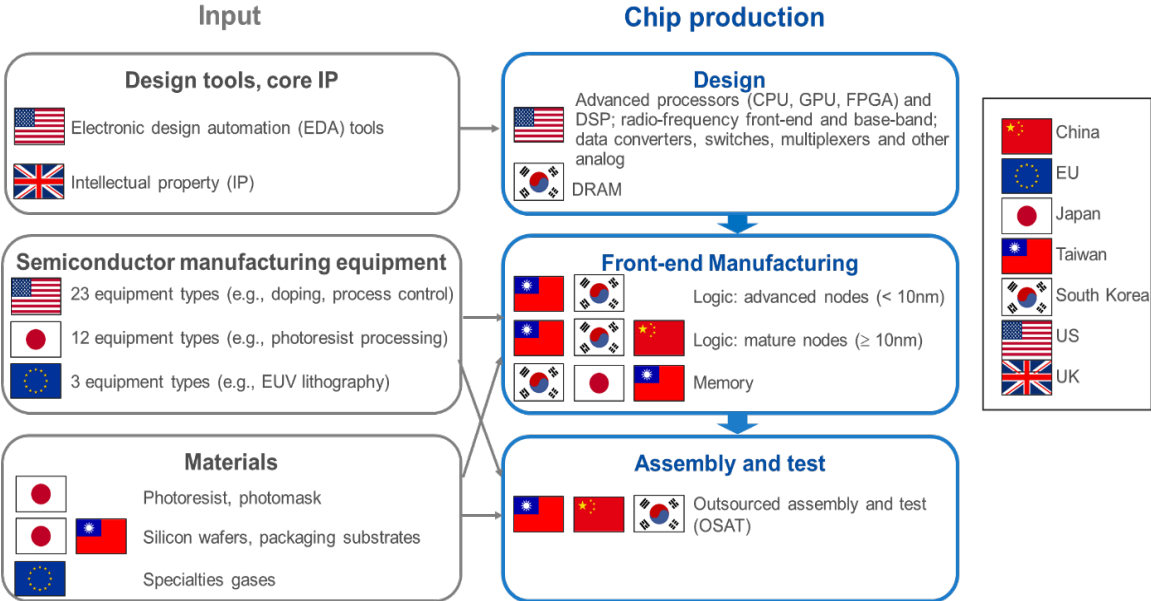 Input
Chip production
Design tools, core IP
Electronic design automation (EDA) tools
Intellectual property (IP)
Design
Advanced processors (CPU, GPU, FPGA) and
DSP; radio-frequency front-end and base-band;
data converters, switches, multiplexers and other
analog
DRAM
Semiconductor manufacturing equipment
23 equipment types (e.g., doping, process control)
12 equipment types (e.g., photoresist processing)
3 equipment types (e.g., EUV lithography)
Front-end Manufacturing
Logic: advanced nodes (< 10nm)
Logic: mature nodes (≥ 10nm)
Memory
Materials
Photoresist, photomask
Silicon wafers, packaging substrates
Specialties gases
Assembly and test
Outsourced assembly and test
(OSAT)
China
EU
Japan
Taiwan
South Korea
US
UK